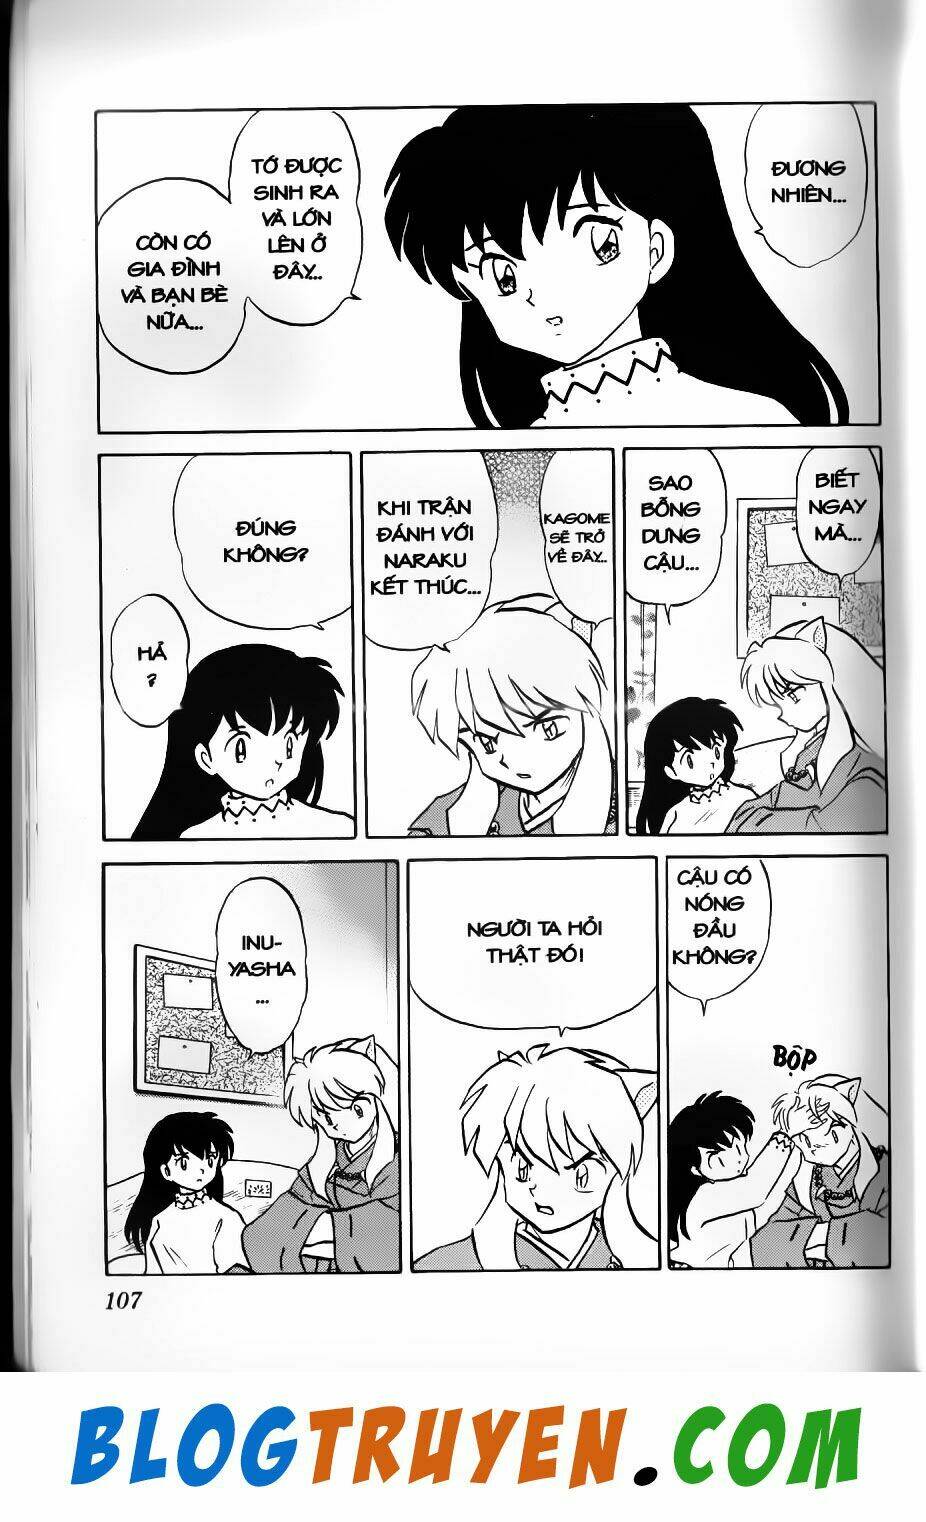 ĐƯƠNG
NHIÊN...
TỚ ĐƯỢC
SINH RA
VÀ LỚN
LÊN Ở
ĐÂY...
CÒN CÓ
GIA ĐÌNH
VÀ BẠN BÈ
NỮA...
BIẾT
NGAY
MÀ...
SAO
BỖNG
DƯNG
CẬU...
KAGOME
SẼ TRỞ
VỀ ĐÂY...
KHI TRẬN
ĐÁNH VỚI
NARAKU
KẾT THÚC...
ĐÚNG
KHÔNG?
HẢ
?
CẬU CÓ
NÓNG
ĐẦU
KHÔNG?
BỘP
NGƯỜI TA HỎI
THẬT ĐÓ!
INU-
YASHA
...
107
BLOGTRUYEN.COM